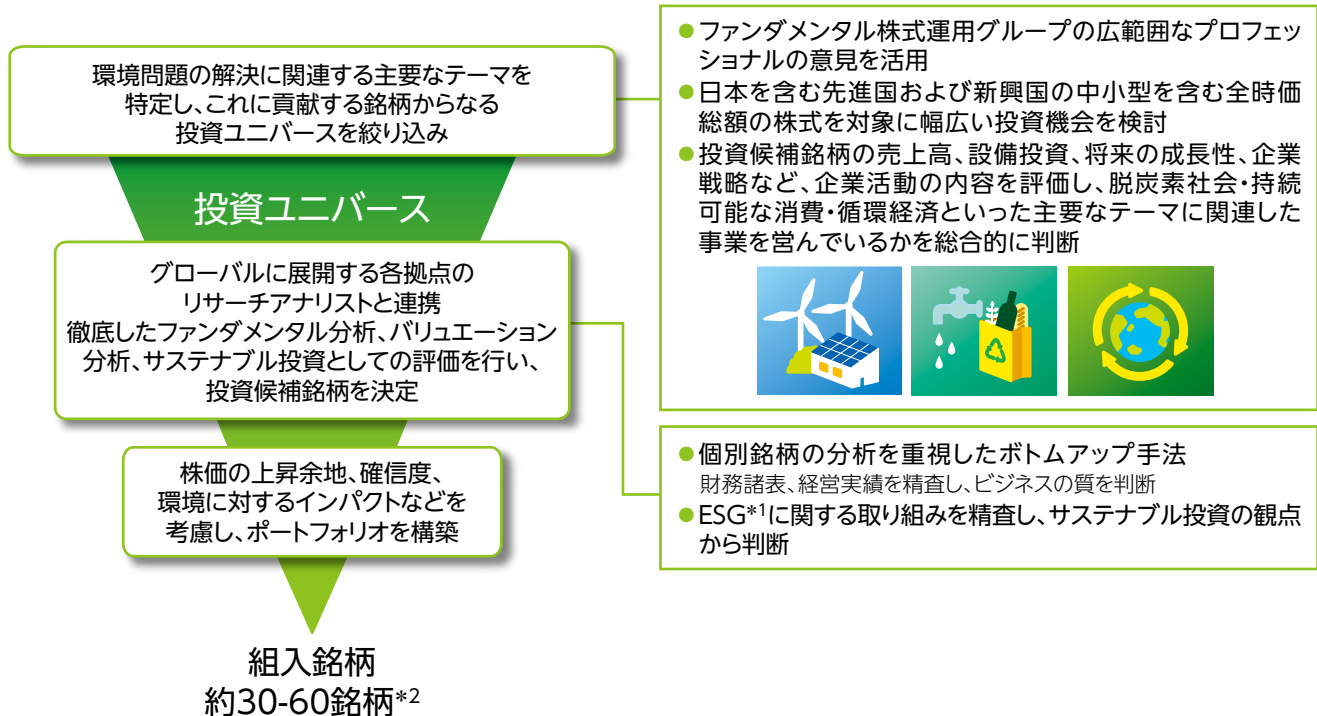 環境問題の解決に関連する主要なテーマを
特定し、これに貢献する銘柄からなる
投資ユニバースを絞り込み
投資ユニバース
グローバルに展開する各拠点の
リサーチアナリストと連携
徹底したファンダメンタル分析、バリュエーション
分析、サステナブル投資としての評価を行い、
投資候補銘柄を決定
株価の上昇余地、確信度、
環境に対するインパクトなどを
考慮し、ポートフォリオを構築
組入銘柄
約30-60銘柄*2
●ファンダメンタル株式運用グループの広範囲なプロフェッ
ショナルの意見を活用
●日本を含む先進国および新興国の中小型を含む全時価
総額の株式を対象に幅広い投資機会を検討
●投資候補銘柄の売上高、設備投資、将来の成長性、企業
戦略など、企業活動の内容を評価し、脱炭素社会・持続
可能な消費・循環経済といった主要なテーマに関連した
事業を営んでいるかを総合的に判断
●個別銘柄の分析を重視したボトムアップ手法
財務諸表、経営実績を精査し、ビジネスの質を判断
●ESG*1に関する取り組みを精査し、サステナブル投資の観点
から判断